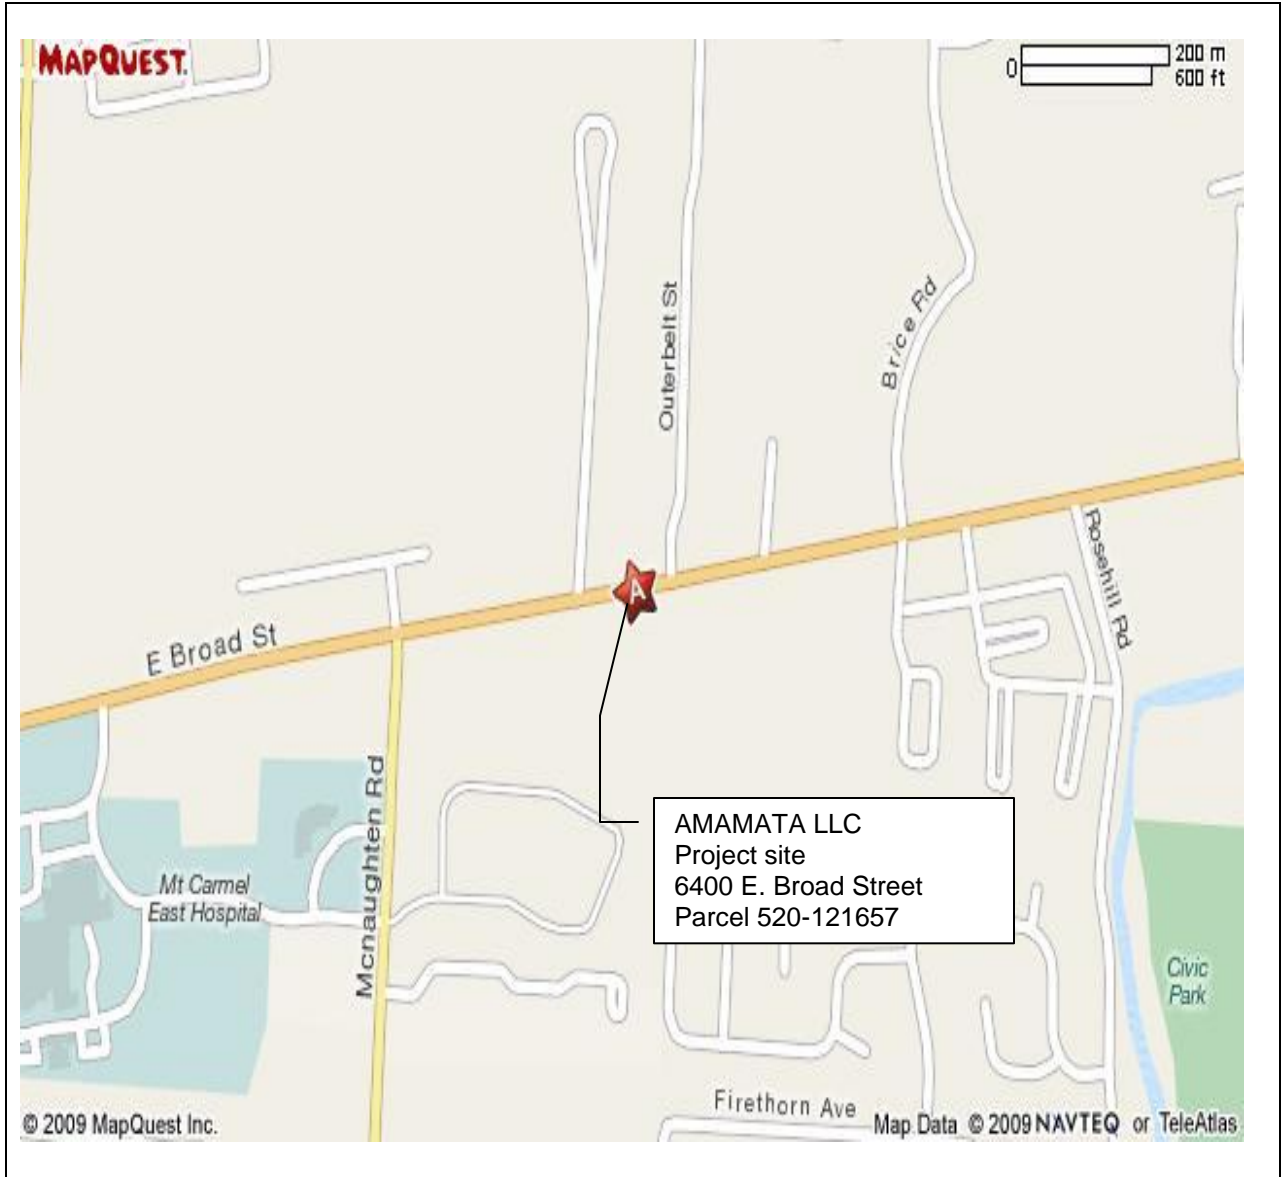 MAPQUEST.
0
200 m
600 ft
Outerbelt St
Brice Rd
Rosehill Rd
A
E Broad St
Mcnaughten Rd
AMAMATA LLC
Project site
6400 E. Broad Street
Parcel 520-121657
Mt Carmel
East Hospital
Civic
Park
Firethorn Ave
© 2009 MapQuest Inc.
Map Data © 2009 NAVTEQ or TeleAtlas